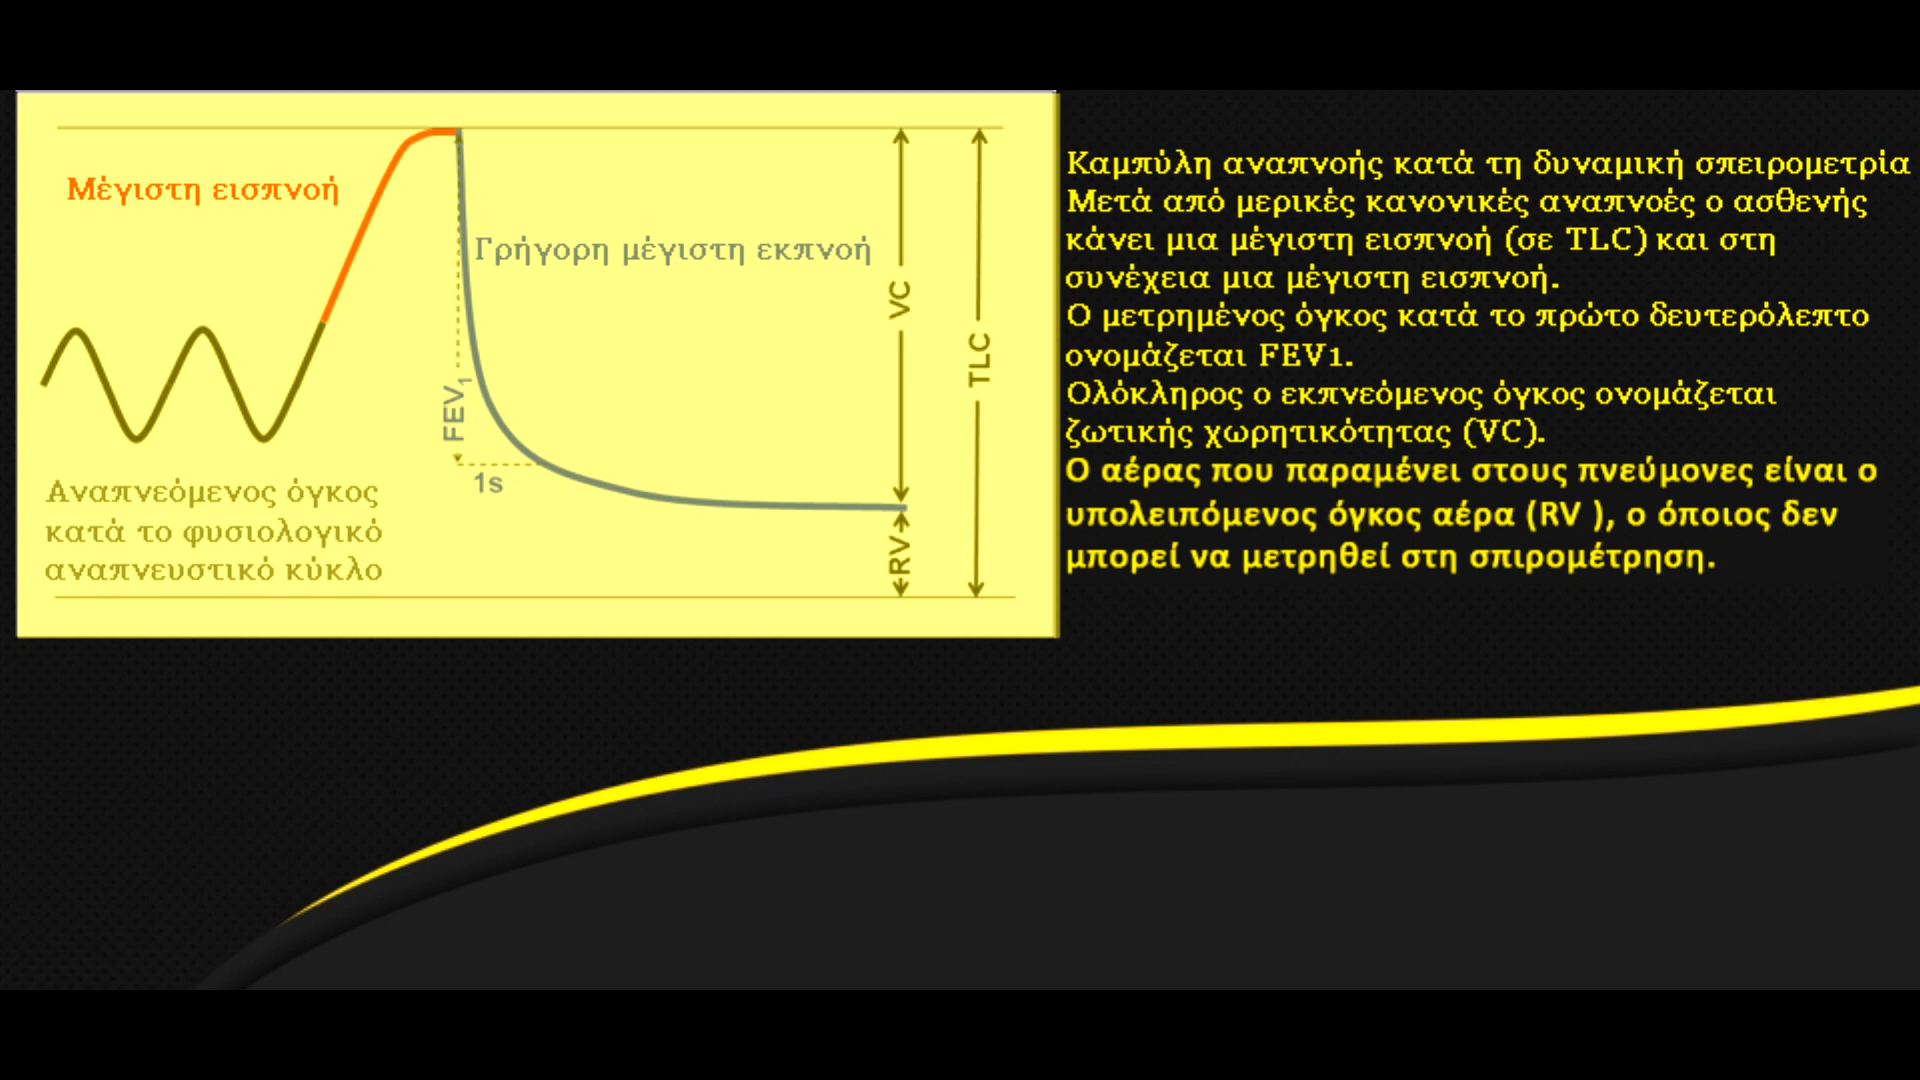 Μέγιστη εισπνοή
Γρήγορη μέγιστη εκπνοή
VC
TLC
FEV1
1s
RV
Αναπνεόμενος όγκος
κατά το φυσιολογικό
αναπνευστικό κύκλο
Καμπύλη αναπνοής κατά τη δυναμική σπειρομετρία
Μετά από μερικές κανονικές αναπνοές ο ασθενής
κάνει μια μέγιστη εισπνοή (σε TLC) και στη
συνέχεια μια μέγιστη εισπνοή.
Ο μετρημένος όγκος κατά το πρώτο δευτερόλεπτο
ονομάζεται FEV1.
Ολόκληρος ο εκπνεόμενος όγκος ονομάζεται
ζωτικής χωρητικότητας (VC).
Ο αέρας που παραμένει στους πνεύμονες είναι ο
υπολειπόμενος όγκος αέρα (RV ), ο όποιος δεν
μπορεί να μετρηθεί στη σπιρομέτρηση.